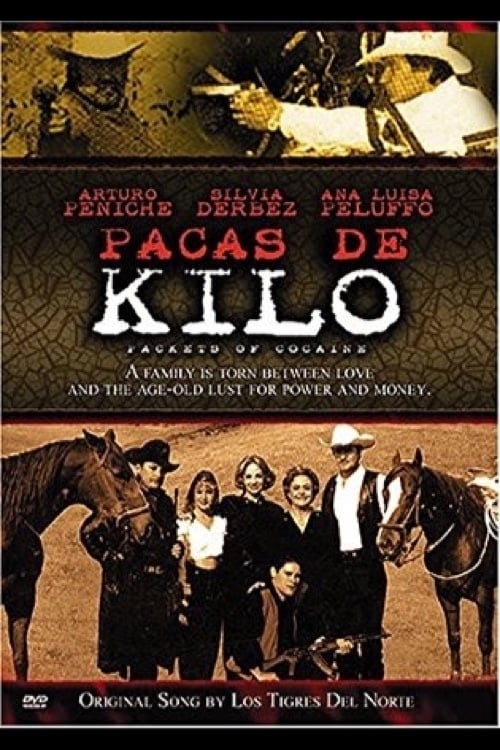 ARTURO SILVIA ANA LUISA
PENICHE DERBEZ PELUFFO
PACAS DE
KILO
PACKETS OF COCAINE
A FAMILY IS TORN BETWEEN LOVE
AND THE AGE-OLD LUST FOR POWER AND MONEY.
DVD
ORIGINAL SONG BY LOS TIGRES DEL NORTE